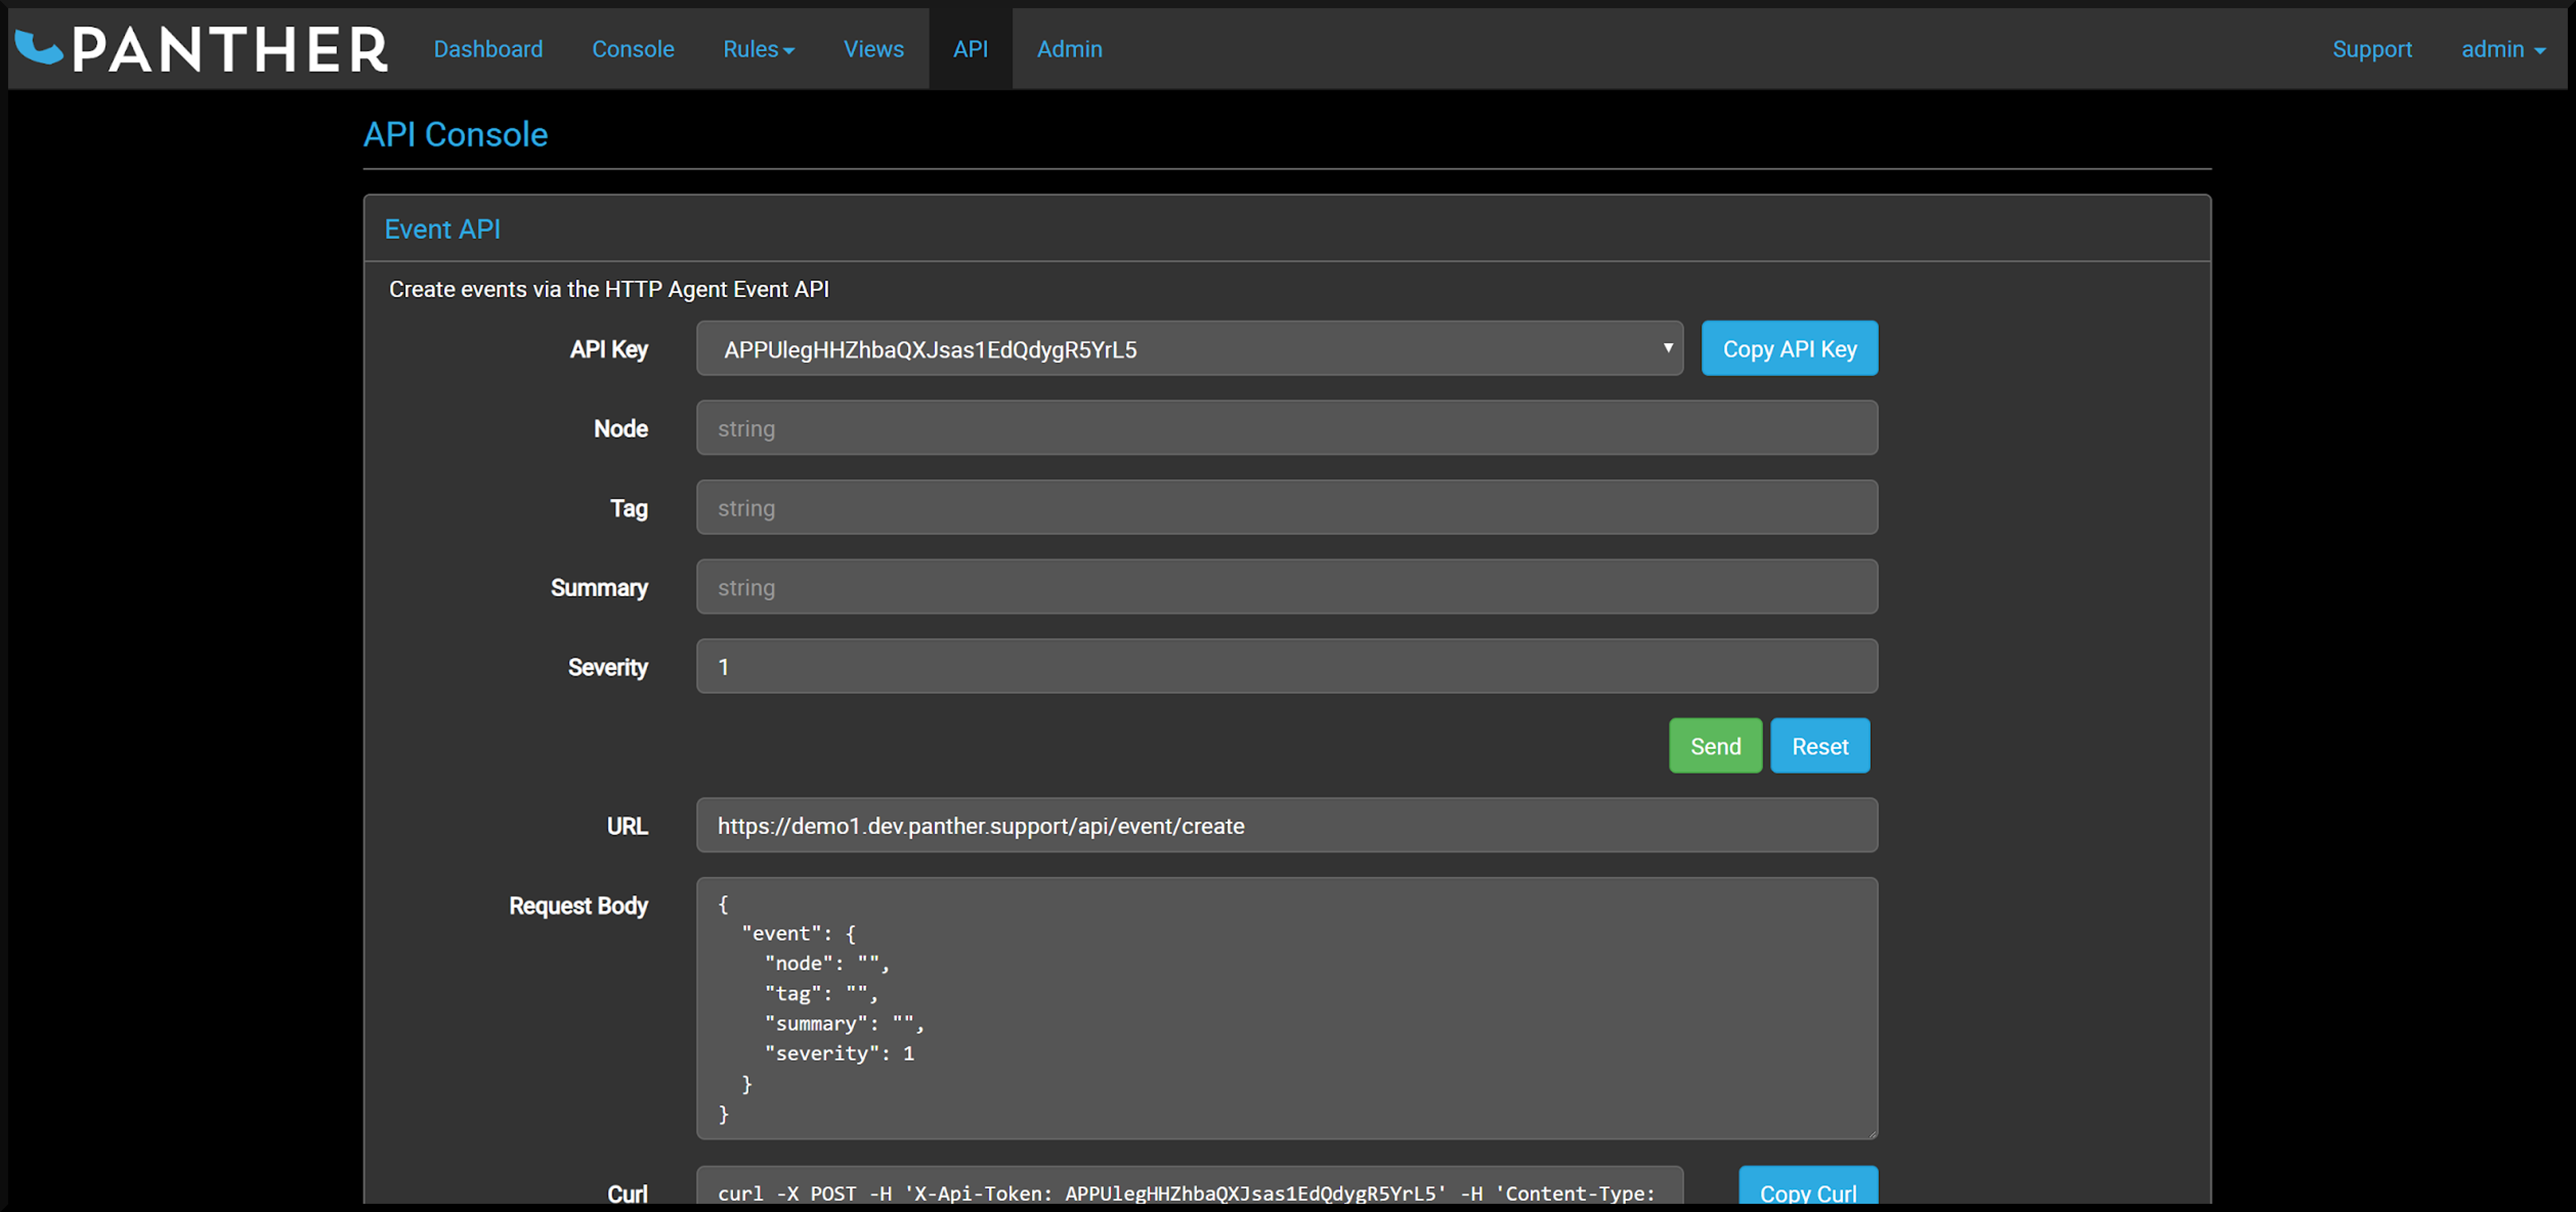 PANTHER Dashboard Console Rules Views API Admin Support admin
API Console
Event API
Create events via the HTTP Agent Event API
API Key APPUlegHHZhbaQXJsas1EdQdygR5YrL5 Copy API Key
Node string
Tag string
Summary string
Severity 1
Send Reset
URL https://demo1.dev.panther.support/api/event/create
Request Body {
"event": {
"node": "",
"tag": "",
"summary": "",
"severity": 1
}
}
Curl curl -X POST -H 'X-Api-Token: APPUlegHHZhbaQXJsas1EdQdygR5YrL5' -H 'Content-Type: Copy Curl